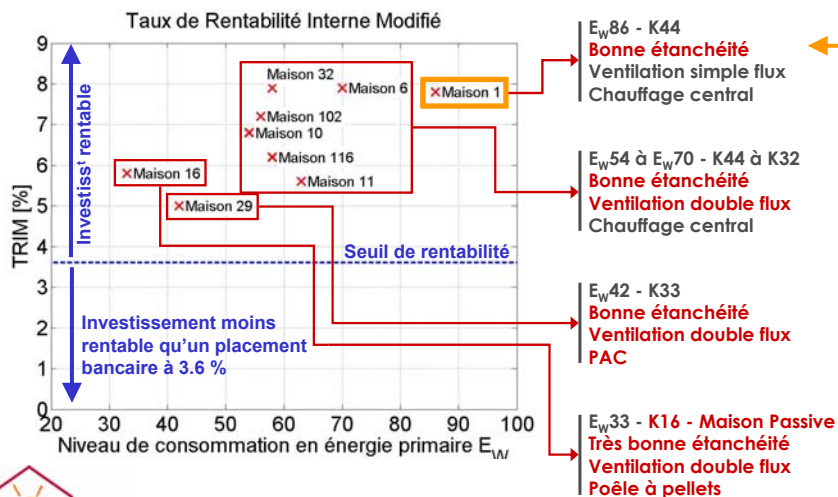 Taux de Rentabilité Interne Modifié
TRIM [%]
9
8
7
6
5
4
3
2
1
0
20 30 40 50 60 70 80 90 100
Niveau de consommation en énergie primaire E_W
Investissᵗ rentable
Maison 32
Maison 6
Maison 1
Maison 102
Maison 10
Maison 116
Maison 16
Maison 11
Maison 29
Seuil de rentabilité
Investissement moins
rentable qu'un placement
bancaire à 3.6 %
E_W86 - K44
Bonne étanchéité
Ventilation simple flux
Chauffage central
E_W54 à E_W70 - K44 à K32
Bonne étanchéité
Ventilation double flux
Chauffage central
E_W42 - K33
Bonne étanchéité
Ventilation double flux
PAC
E_W33 - K16 - Maison Passive
Très bonne étanchéité
Ventilation double flux
Poêle à pellets